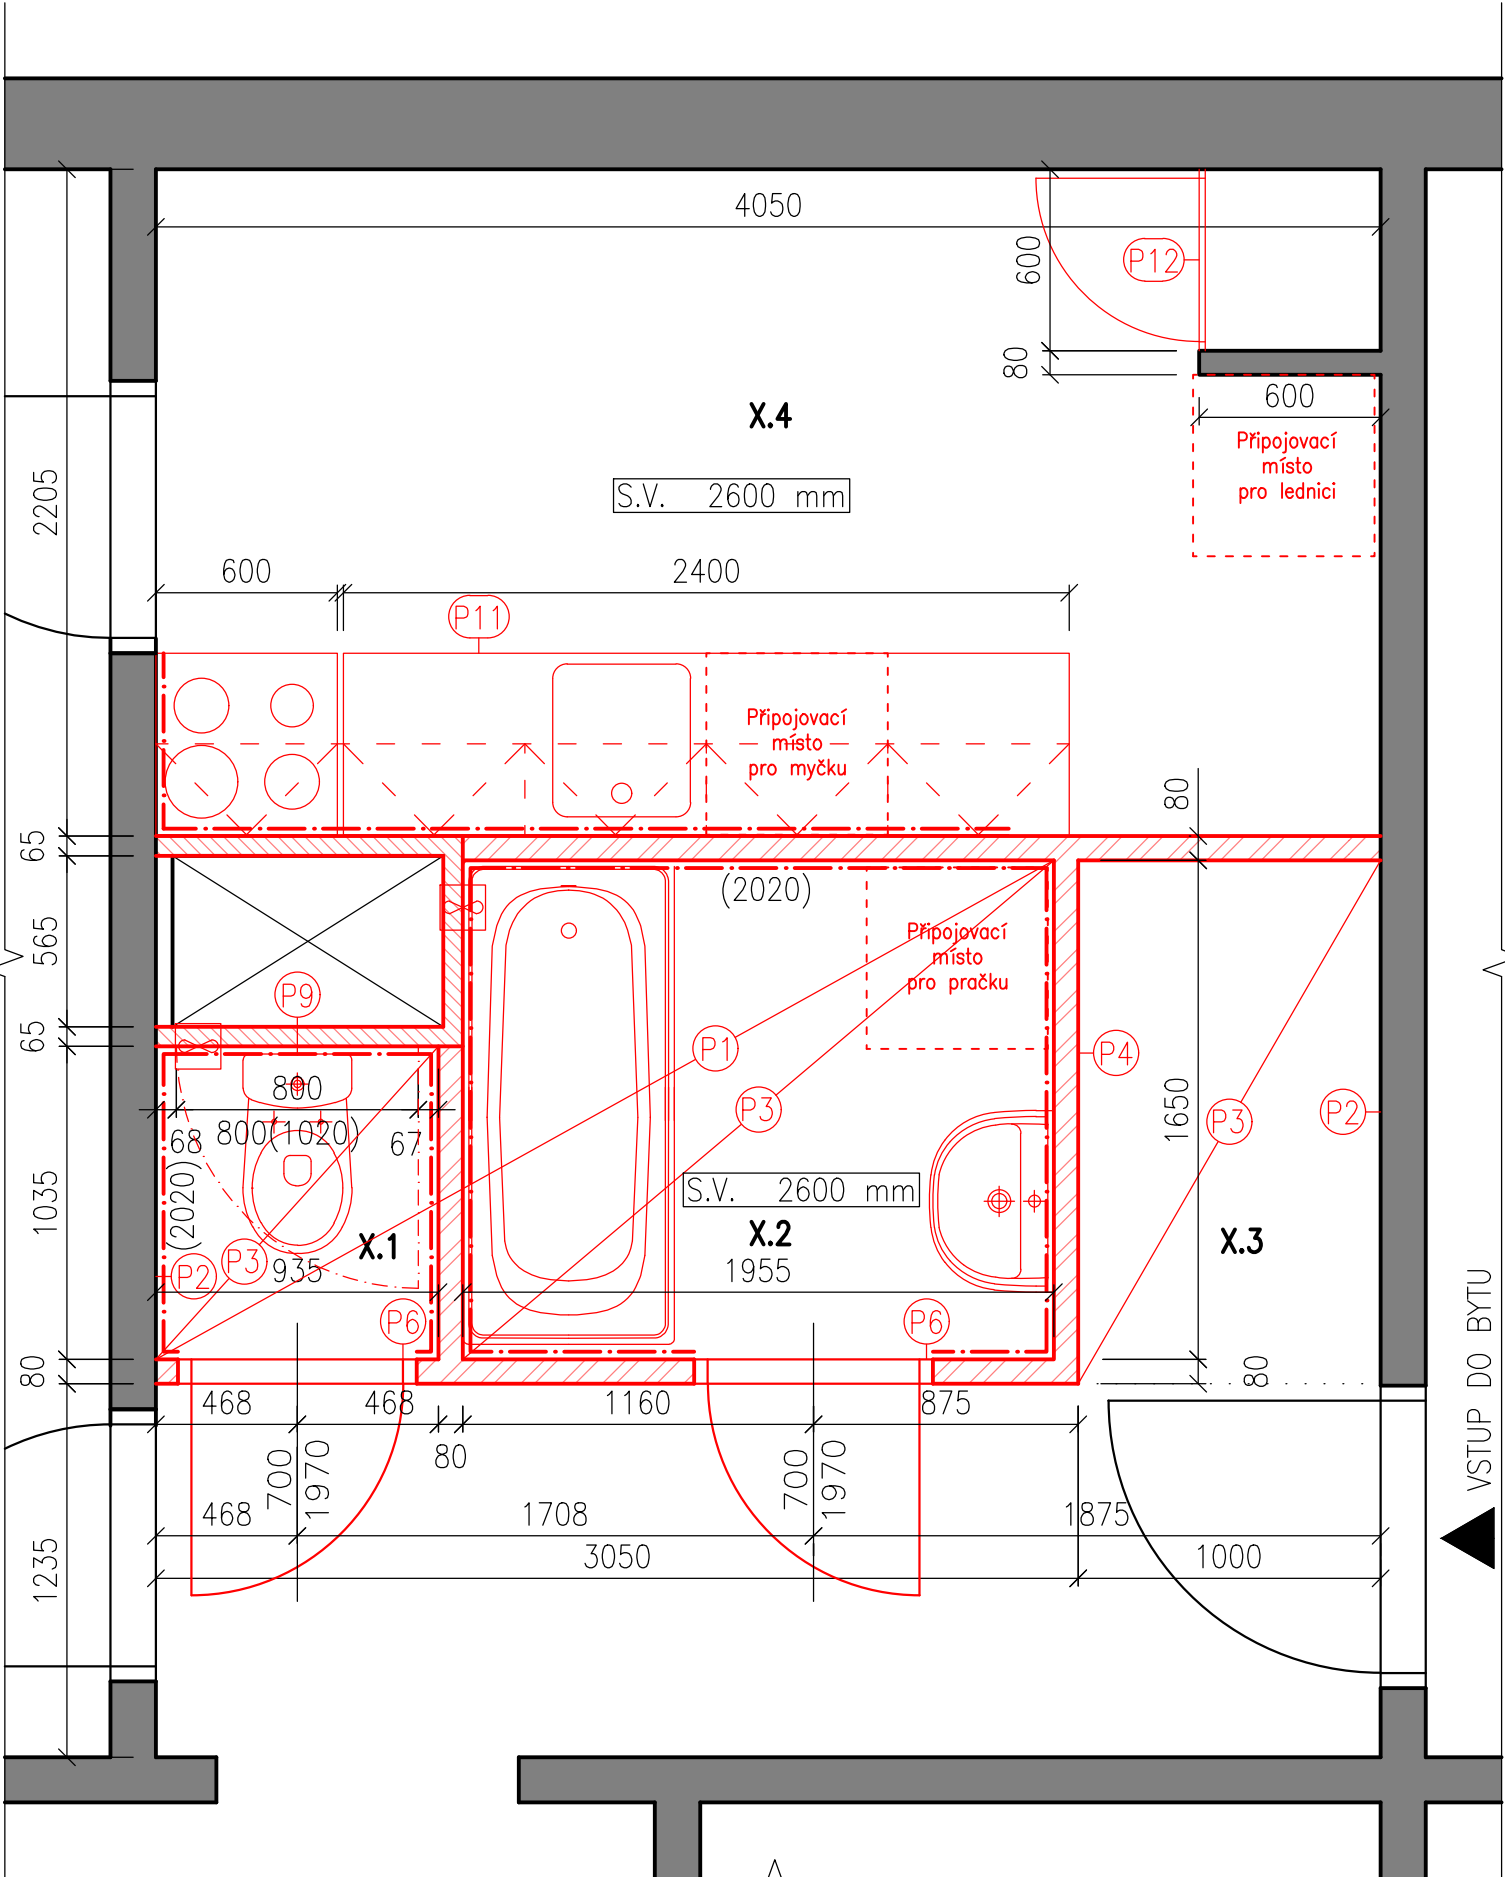 4050
600
P12
80
X.4
600
Připojovací
místo
pro lednici
S.V. 2600 mm
2205
600
2400
P11
Připojovací
místo
pro myčku
80
65
(2020)
565
Připojovací
místo
pro pračku
P9
65
P1
P4
800
P3
1650
P2
P3
68
800(1020)
67
1035
(2020)
S.V. 2600 mm
X.1
X.2
X.3
P3
P2
935
1955
P6
P6
80
80
VSTUP DO BYTU
468
468
1160
875
80
700
1970
700
1970
468
1708
1875
1235
3050
1000